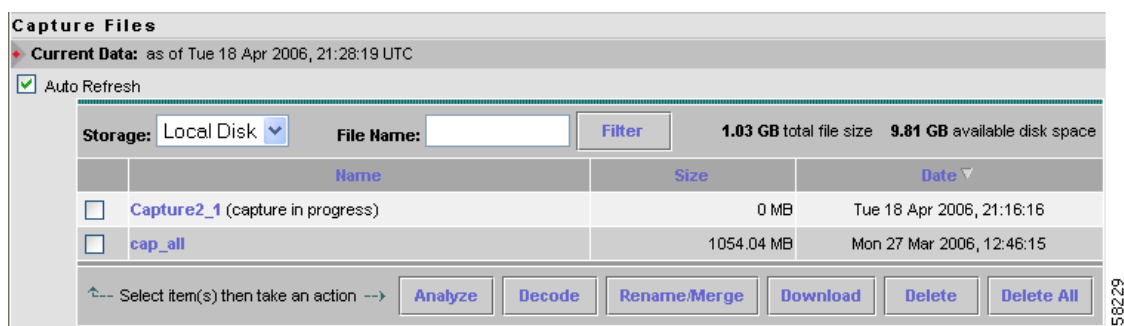 Capture Files
Current Data: as of Tue 18 Apr 2006, 21:28:19 UTC
Auto Refresh
Storage: Local Disk File Name: Filter 1.03 GB total file size 9.81 GB available disk space
Name Size Date
Capture2_1 (capture in progress) 0 MB Tue 18 Apr 2006, 21:16:16
cap_all 1054.04 MB Mon 27 Mar 2006, 12:46:15
Select item(s) then take an action Analyze Decode Rename/Merge Download Delete Delete All
58229